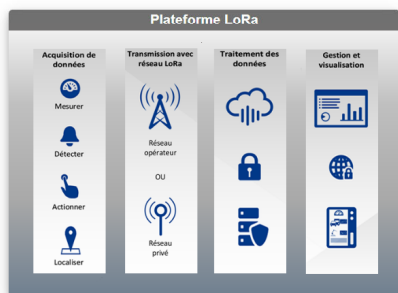 Plateforme LoRa
Acquisition de
données
Mesurer
Détecter
Actionner
Localiser
Transmission avec
réseau LoRa
Réseau
opérateur
OU
Réseau
privé
Traitement des
données
Gestion et
visualisation